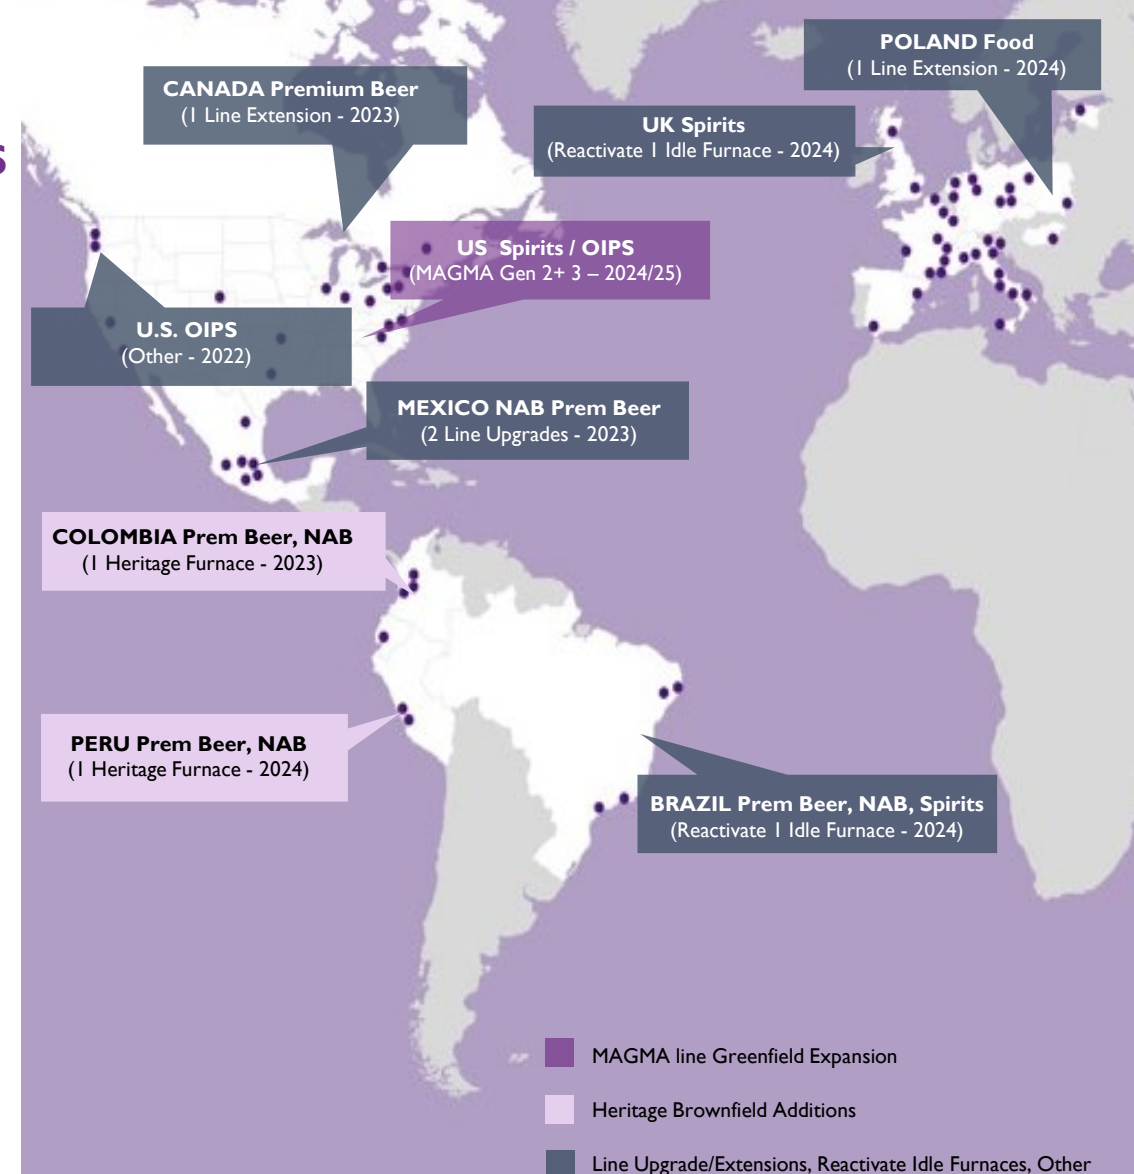 POLAND Food
(1 Line Extension - 2024)
CANADA Premium Beer
(1 Line Extension - 2023)
UK Spirits
(Reactivate 1 Idle Furnace - 2024)
S
US Spirits / OIPS
(MAGMA Gen 2+ 3 – 2024/25)
U.S. OIPS
(Other - 2022)
MEXICO NAB Prem Beer
(2 Line Upgrades - 2023)
COLOMBIA Prem Beer, NAB
(1 Heritage Furnace - 2023)
PERU Prem Beer, NAB
(1 Heritage Furnace - 2024)
BRAZIL Prem Beer, NAB, Spirits
(Reactivate 1 Idle Furnace - 2024)
MAGMA line Greenfield Expansion
Heritage Brownfield Additions
Line Upgrade/Extensions, Reactivate Idle Furnaces, Other